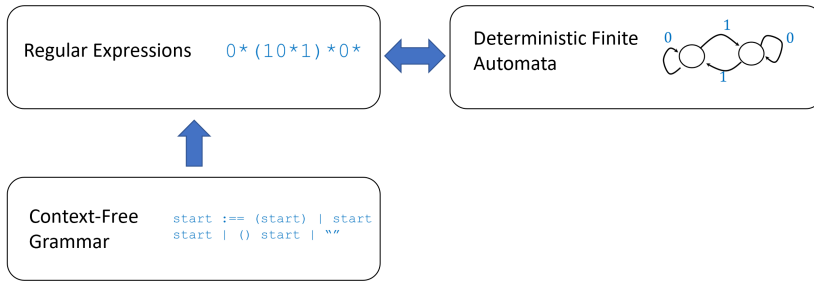 Regular Expressions
0*(10*1)*0*
Deterministic Finite
Automata
0
1
0
1
Context-Free
Grammar
start :== (start) | start
start | () start | “”